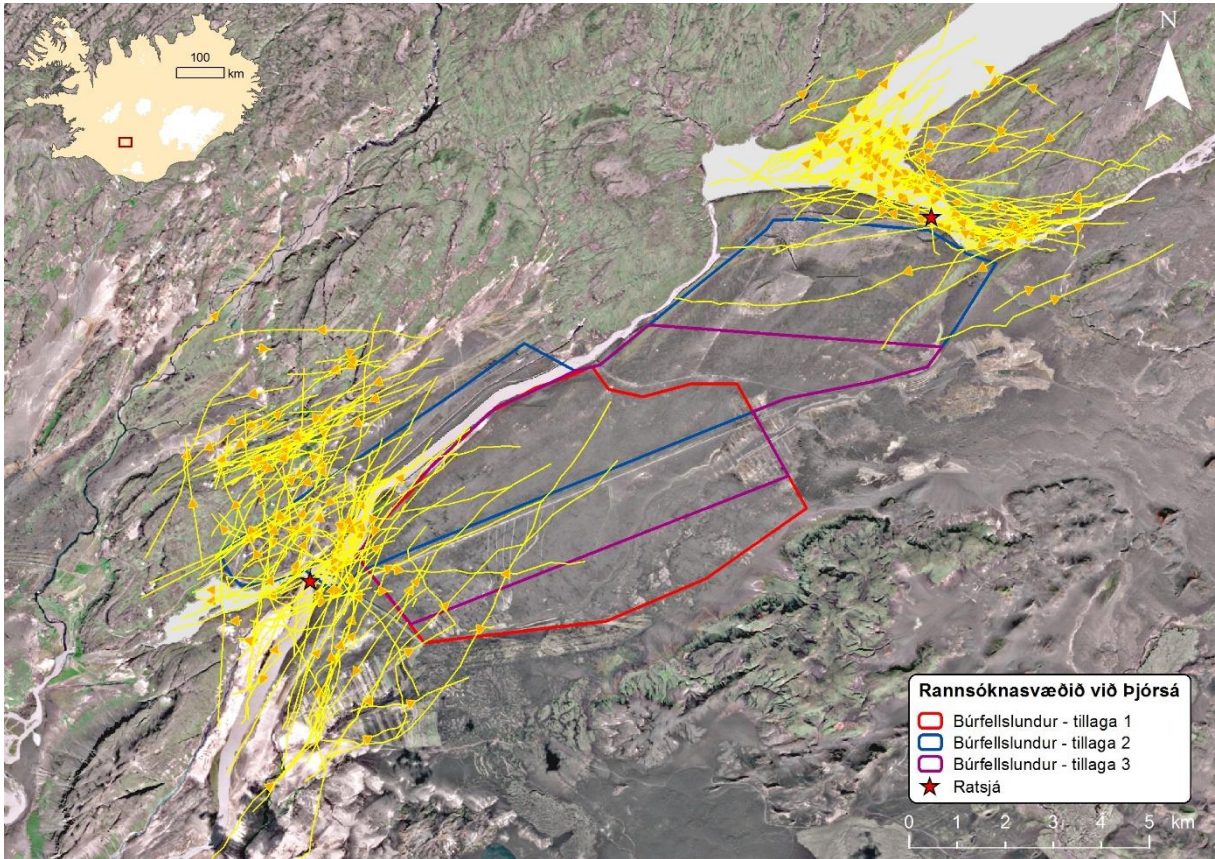 100
km
N
Rannsóknasvæðið við Þjórsá
Búrfellslundur - tillaga 1
Búrfellslundur - tillaga 2
Búrfellslundur - tillaga 3
Ratsjá
0 1 2 3 4 5 km